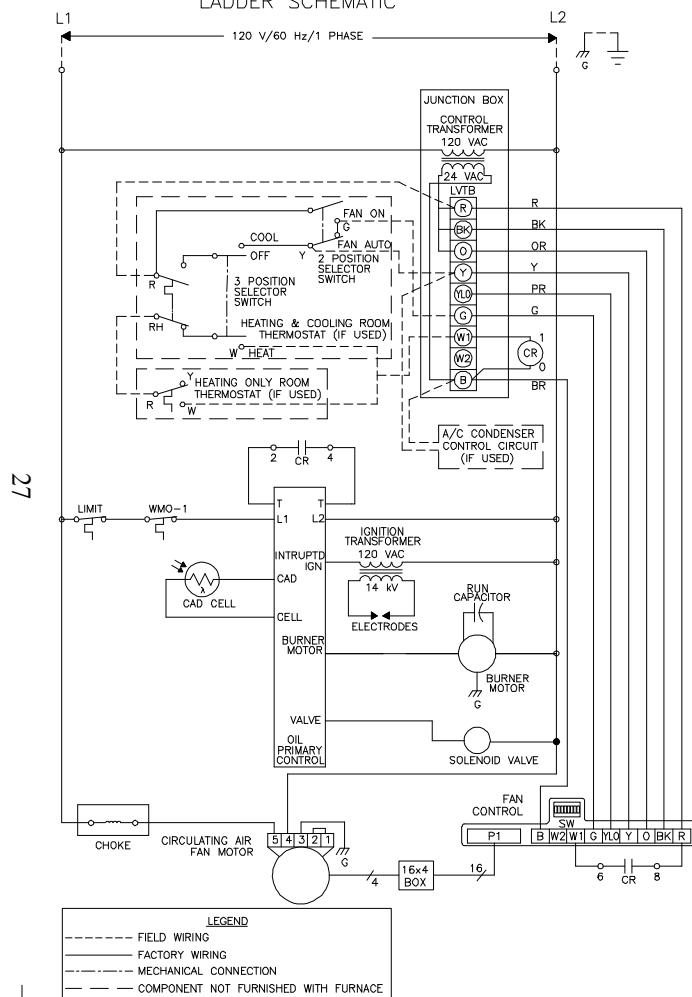 LADDER SCHEMATIC
L1
L2
120 V/60 Hz/1 PHASE
G
JUNCTION BOX
CONTROL
TRANSFORMER
120 VAC
24 VAC
LVTB
R
R
BK
BK
O
OR
Y
Y
YLO
PR
G
G
W1
1
CR
W2
0
B
BR
FAN ON
G
COOL
Y
FAN AUTO
OFF
2 POSITION
SELECTOR
SWITCH
R
3 POSITION
SELECTOR
SWITCH
RH
HEATING & COOLING ROOM
THERMOSTAT (IF USED)
W
HEAT
Y
HEATING ONLY ROOM
THERMOSTAT (IF USED)
R
W
A/C CONDENSER
CONTROL CIRCUIT
(IF USED)
2
CR
4
27
T
T
LIMIT
WMO-1
L1
L2
IGNITION
TRANSFORMER
120 VAC
INTRUPTD
IGN
14 kV
CAD
λ
CAD CELL
ELECTRODES
CELL
RUN
CAPACITOR
BURNER
MOTOR
BURNER
MOTOR
G
VALVE
OIL
PRIMARY
CONTROL
SOLENOID VALVE
FAN
CONTROL
SW
CHOKE
CIRCULATING AIR
FAN MOTOR
5 4 3 2 1
G
P1
B W2 W1 G YLO Y O BK R
4
16x4
BOX
16
6
CR
8
LEGEND
FIELD WIRING
FACTORY WIRING
MECHANICAL CONNECTION
COMPONENT NOT FURNISHED WITH FURNACE